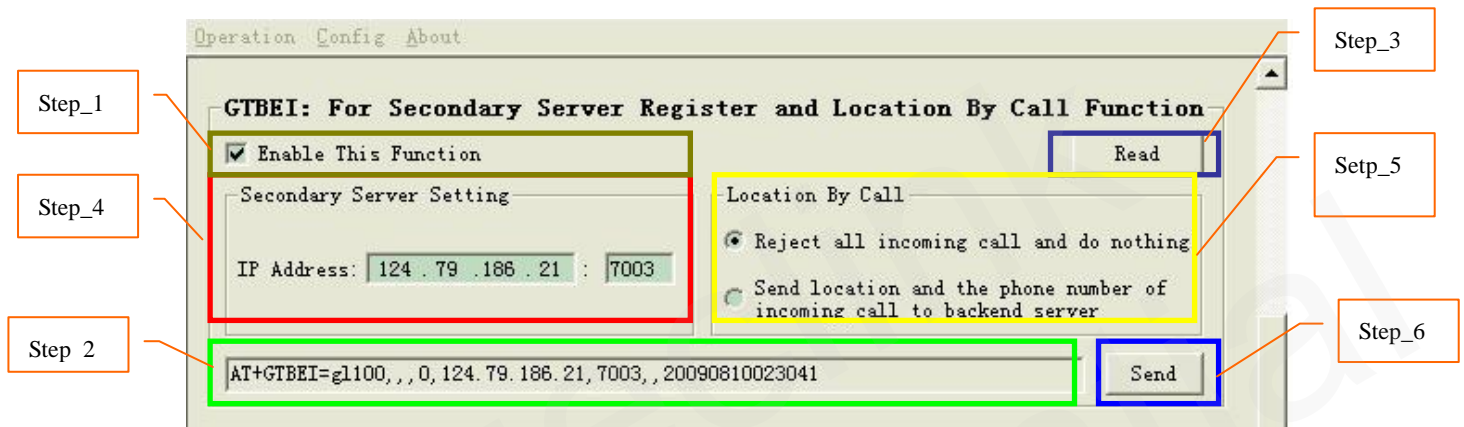 Operation Config About
Step_3
Step_1
GTBEI: For Secondary Server Register and Location By Call Function
Enable This Function
Read
Setp_5
Step_4
Secondary Server Setting
Location By Call
Reject all incoming call and do nothing
IP Address: 124 . 79 . 186 . 21 : 7003
Send location and the phone number of
incoming call to backend server
Step_6
Step 2
AT+GTBEI=gl100,,,0,124.79.186.21,7003,,20090810023041
Send